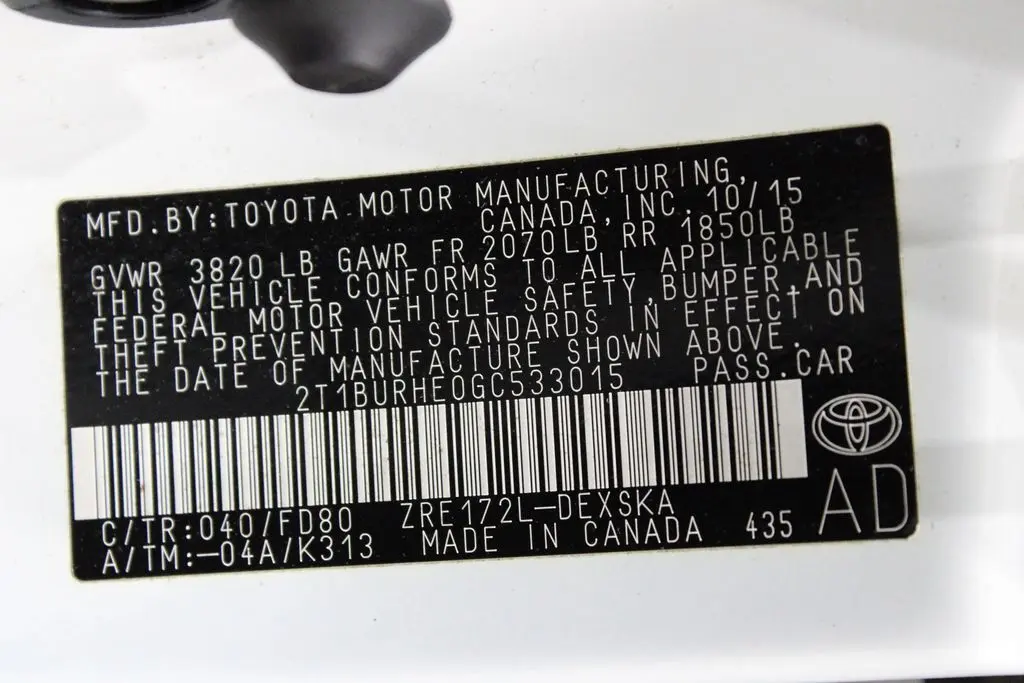 MFD.BY:TOYOTA MOTOR MANUFACTURING,
CANADA,INC. 10/15
GVWR 3820LB GAWR FR 2070LB RR 1850LB
THIS VEHICLE CONFORMS TO ALL APPLICABLE
FEDERAL MOTOR VEHICLE SAFETY,BUMPER,AND
THEFT PREVENTION STANDARDS IN EFFECT ON
THE DATE OF MANUFACTURE SHOWN ABOVE.
2T1BURHE0GC533015 PASS.CAR
C/TR:040/FD80 ZRE172L-DEXSKA
A/TM:-04A/K313 MADE IN CANADA 435
AD